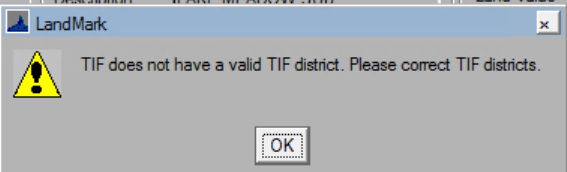 LandMark
TIF does not have a valid TIF district. Please correct TIF districts.
OK